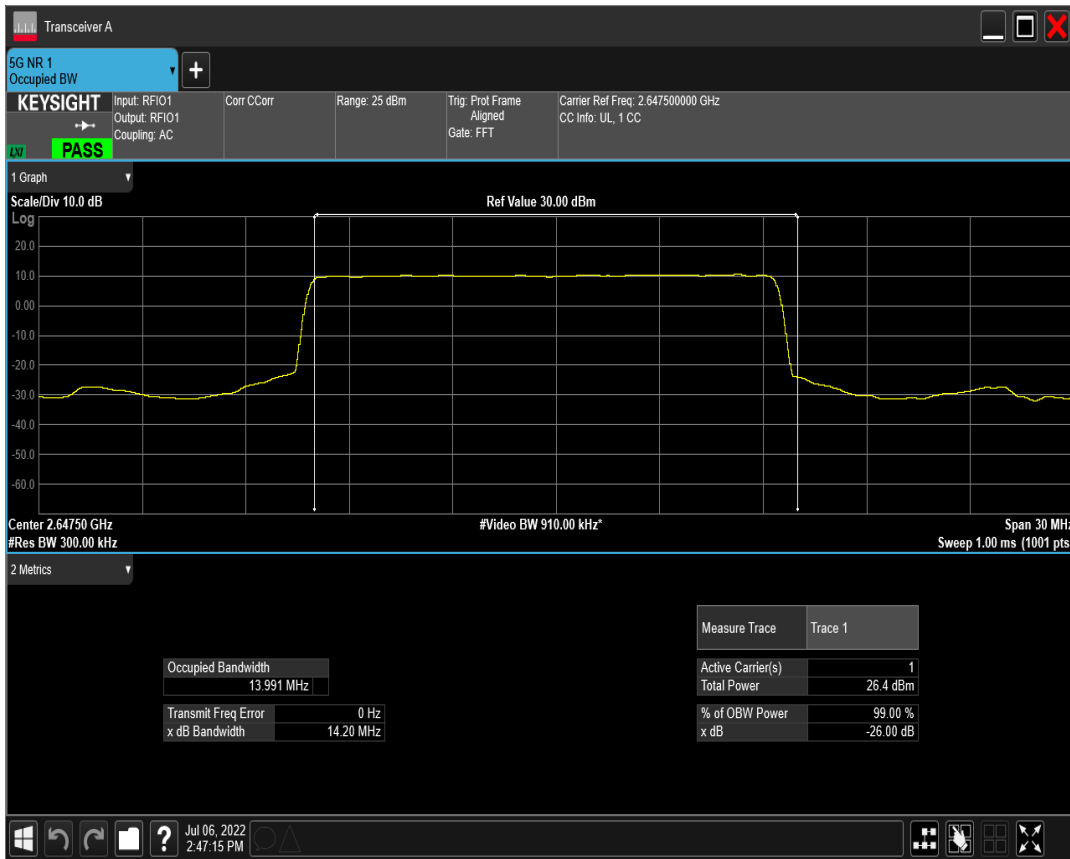 Transceiver A
5G NR 1
Occupied BW
KEYSIGHT
LXI
PASS
Input: RFIO1
Output: RFIO1
Coupling: AC
Corr CCorr
Range: 25 dBm
Trig: Prot Frame
Aligned
Gate: FFT
Carrier Ref Freq: 2.647500000 GHz
CC Info: UL, 1 CC
1 Graph
Scale/Div 10.0 dB
Ref Value 30.00 dBm
Log
20.0
10.0
0.00
-10.0
-20.0
-30.0
-40.0
-50.0
-60.0
Center 2.64750 GHz
#Video BW 910.00 kHz*
Span 30 MHz
#Res BW 300.00 kHz
Sweep 1.00 ms (1001 pts
2 Metrics
Measure Trace Trace 1
Occupied Bandwidth
13.991 MHz
Active Carrier(s) 1
Total Power 26.4 dBm
Transmit Freq Error 0 Hz
x dB Bandwidth 14.20 MHz
% of OBW Power 99.00 %
x dB -26.00 dB
?
Jul 06, 2022
2:47:15 PM